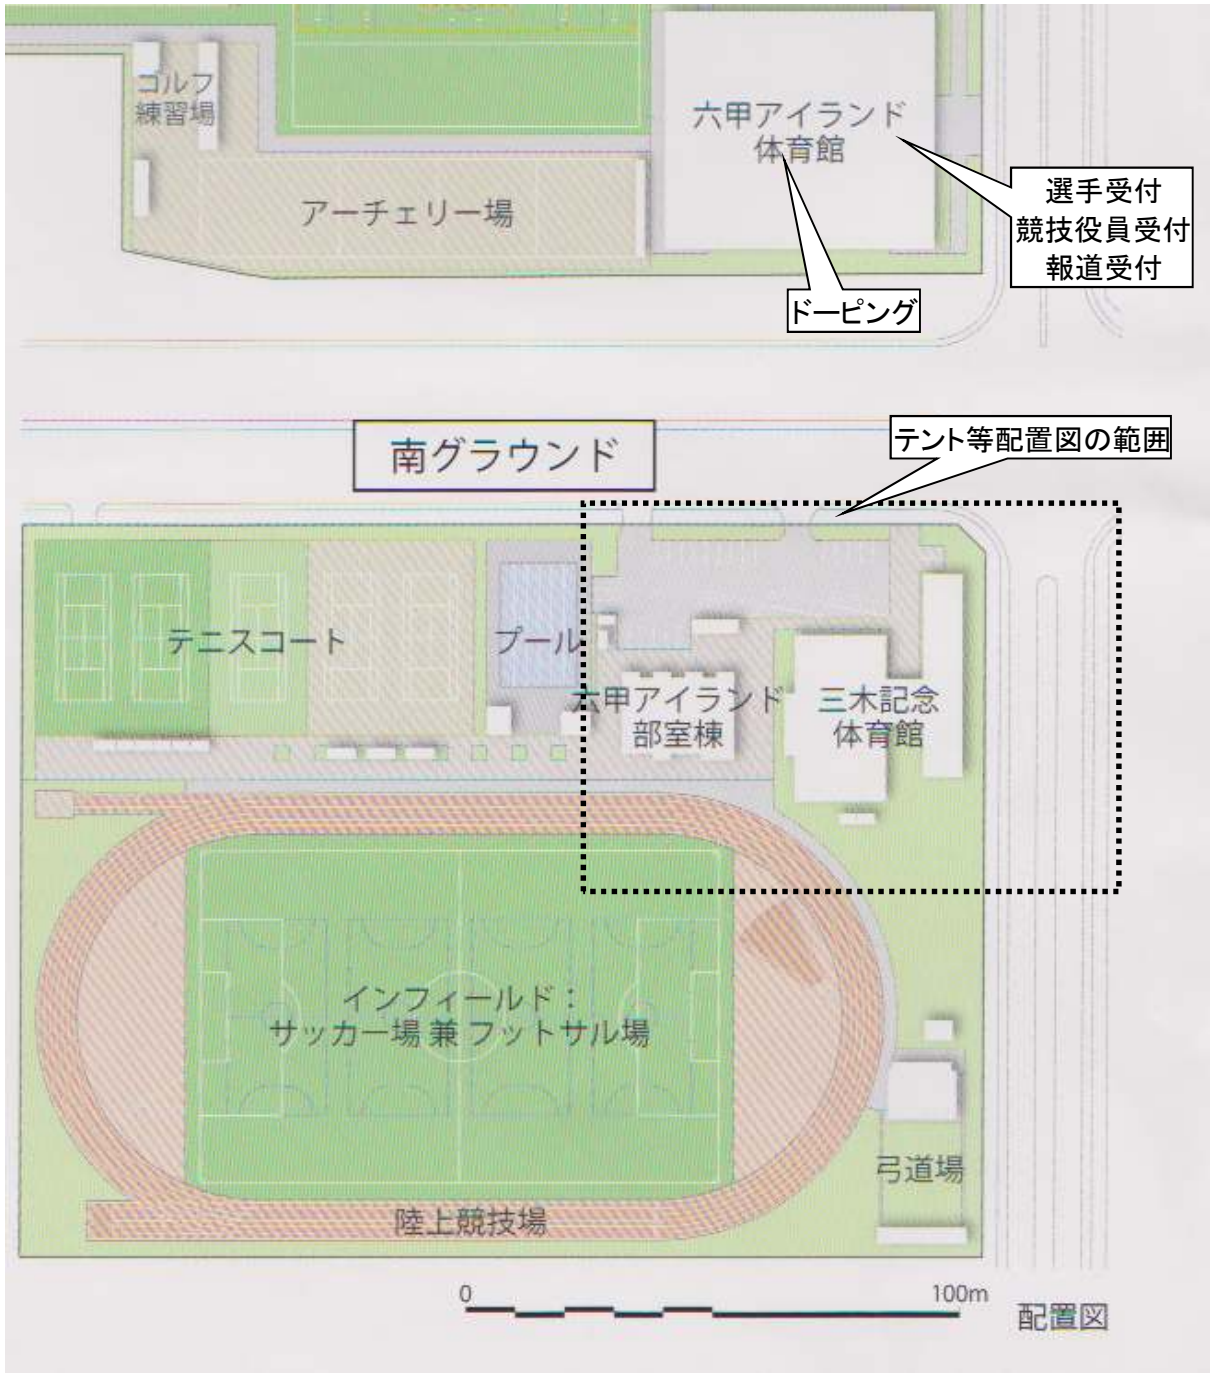 ゴルフ
練習場
六甲アイランド
体育館
選手受付
競技役員受付
報道受付
アーチェリー場
ドーピング
テント等配置図の範囲
南グラウンド
テニスコート
プール
六甲アイランド
部室棟
三木記念
体育館
インフィールド：
サッカー場 兼 フットサル場
弓道場
陸上競技場
0
100m
配置図